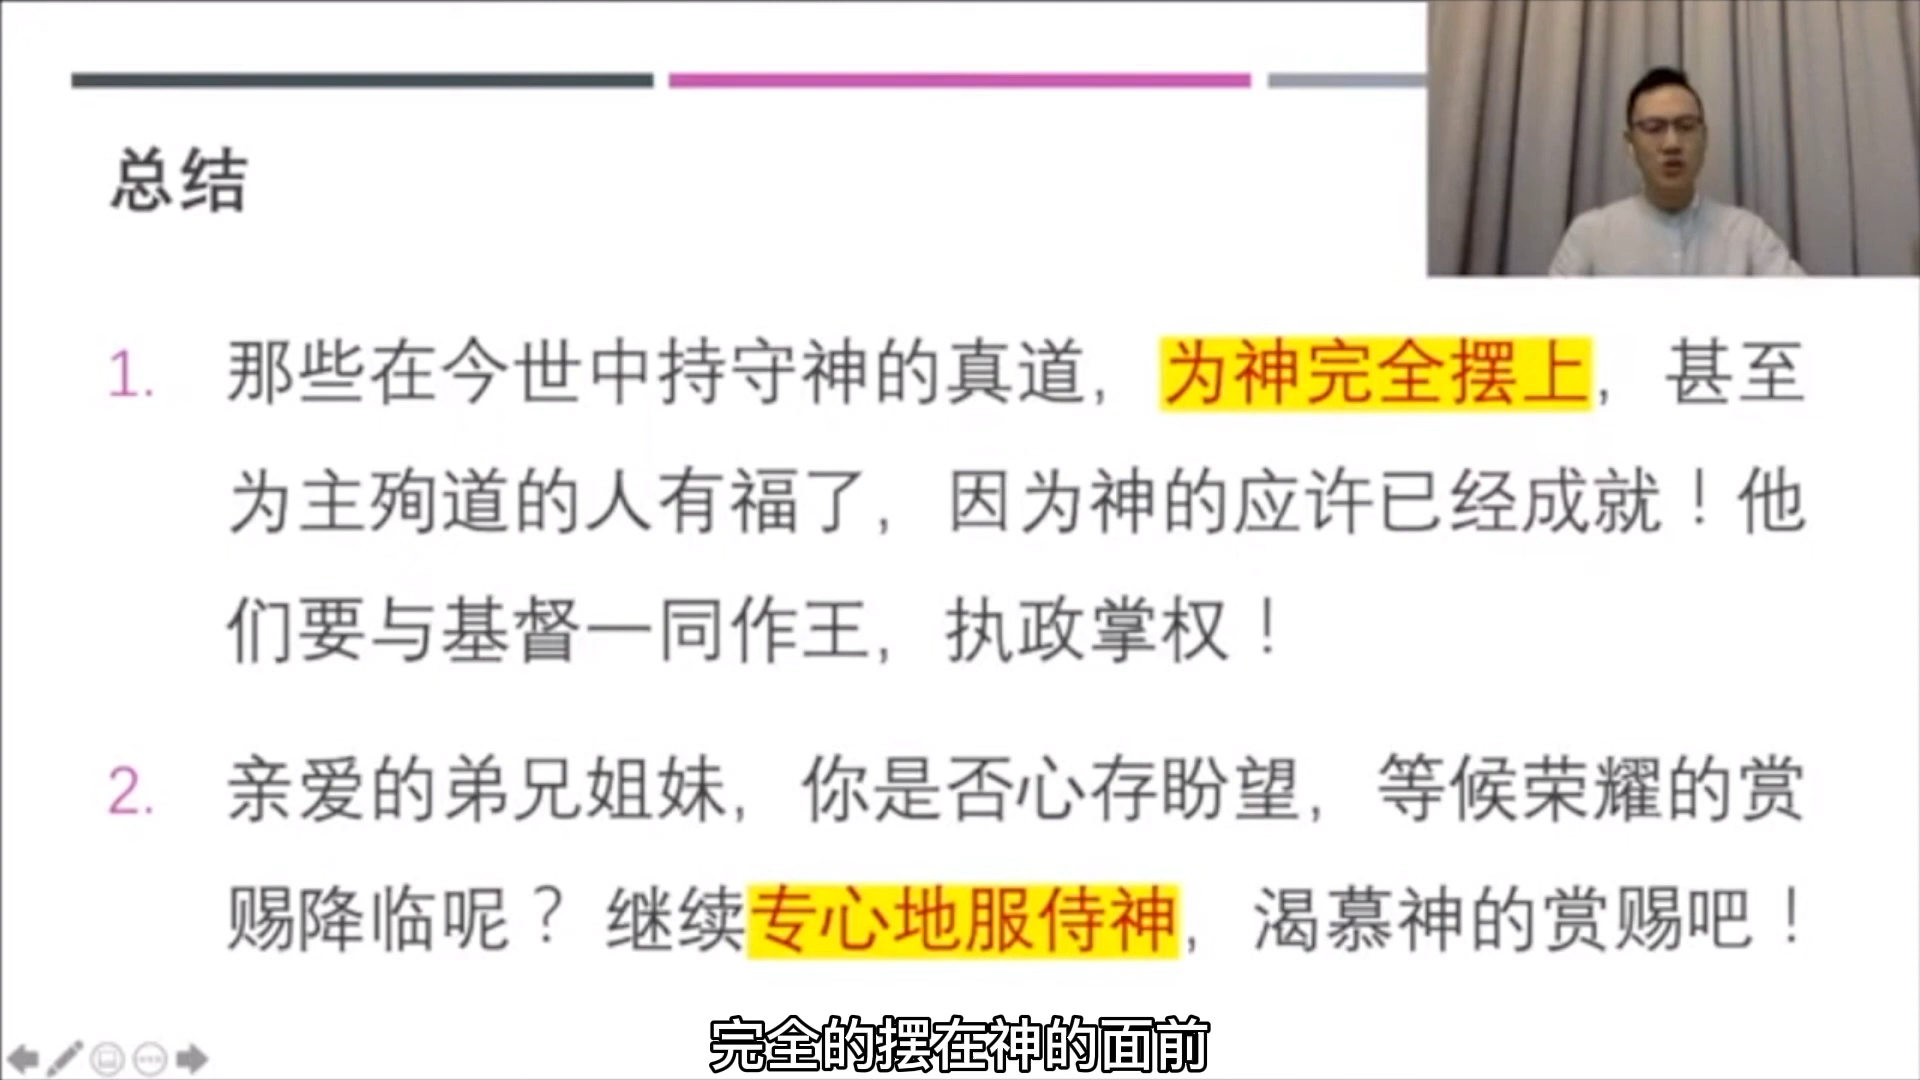 总结
1. 那些在今世中持守神的真道，为神完全摆上，甚至
为主殉道的人有福了，因为神的应许已经成就！他
们要与基督一同作王，执政掌权！
2. 亲爱的弟兄姐妹，你是否心存盼望，等候荣耀的赏
赐降临呢？继续专心地服侍神，渴慕神的赏赐吧！
完全的摆在神的面前